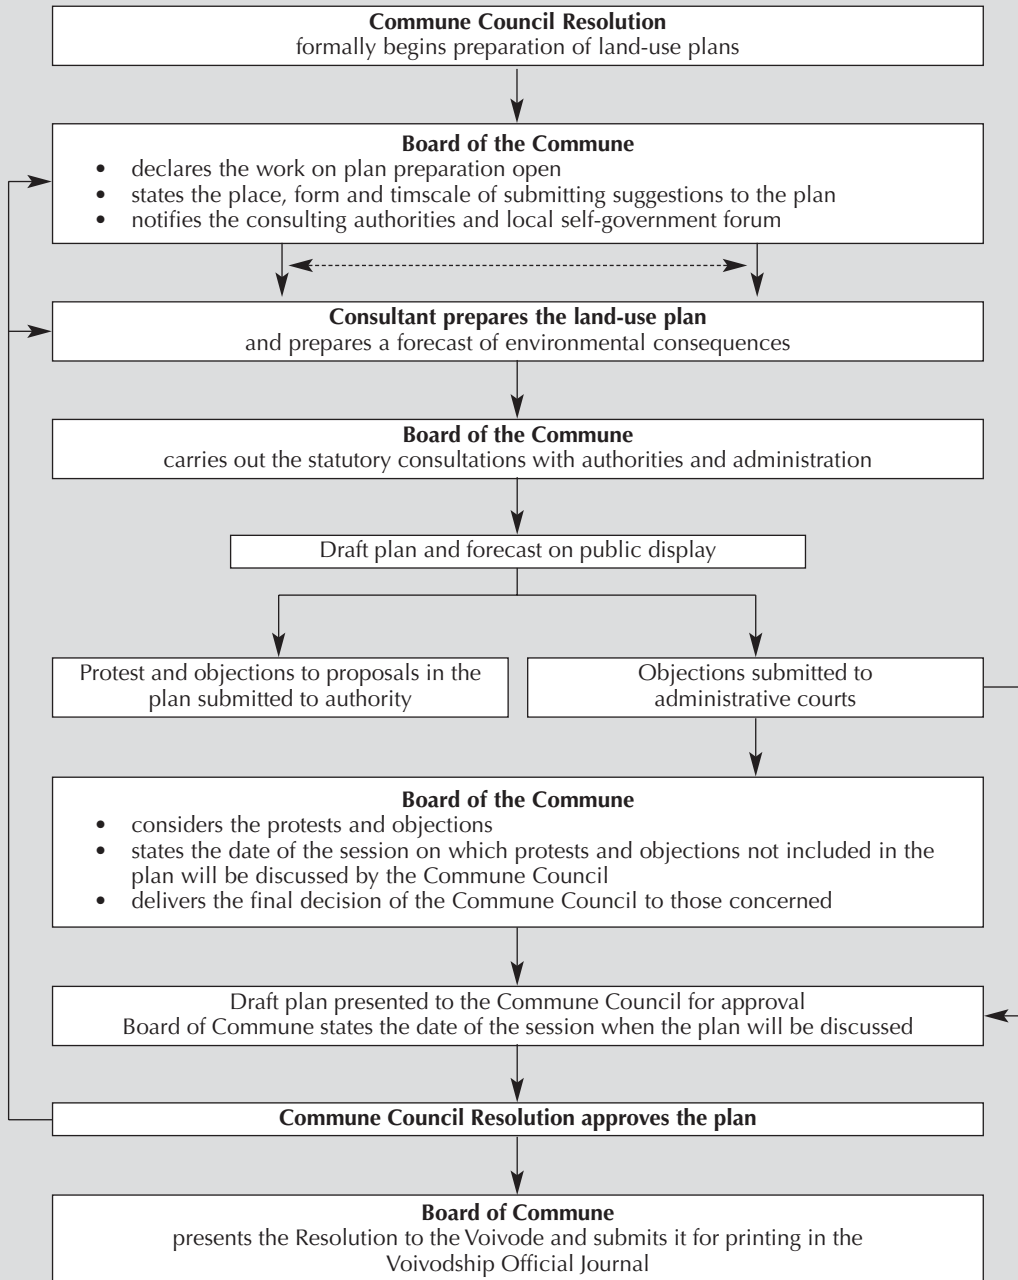 Commune Council Resolution
formally begins preparation of land-use plans
Board of the Commune
• declares the work on plan preparation open
• states the place, form and timscale of submitting suggestions to the plan
• notifies the consulting authorities and local self-government forum
Consultant prepares the land-use plan
and prepares a forecast of environmental consequences
Board of the Commune
carries out the statutory consultations with authorities and administration
Draft plan and forecast on public display
Protest and objections to proposals in the
plan submitted to authority
Objections submitted to
administrative courts
Board of the Commune
• considers the protests and objections
• states the date of the session on which protests and objections not included in the
plan will be discussed by the Commune Council
• delivers the final decision of the Commune Council to those concerned
Draft plan presented to the Commune Council for approval
Board of Commune states the date of the session when the plan will be discussed
Commune Council Resolution approves the plan
Board of Commune
presents the Resolution to the Voivode and submits it for printing in the
Voivodship Official Journal